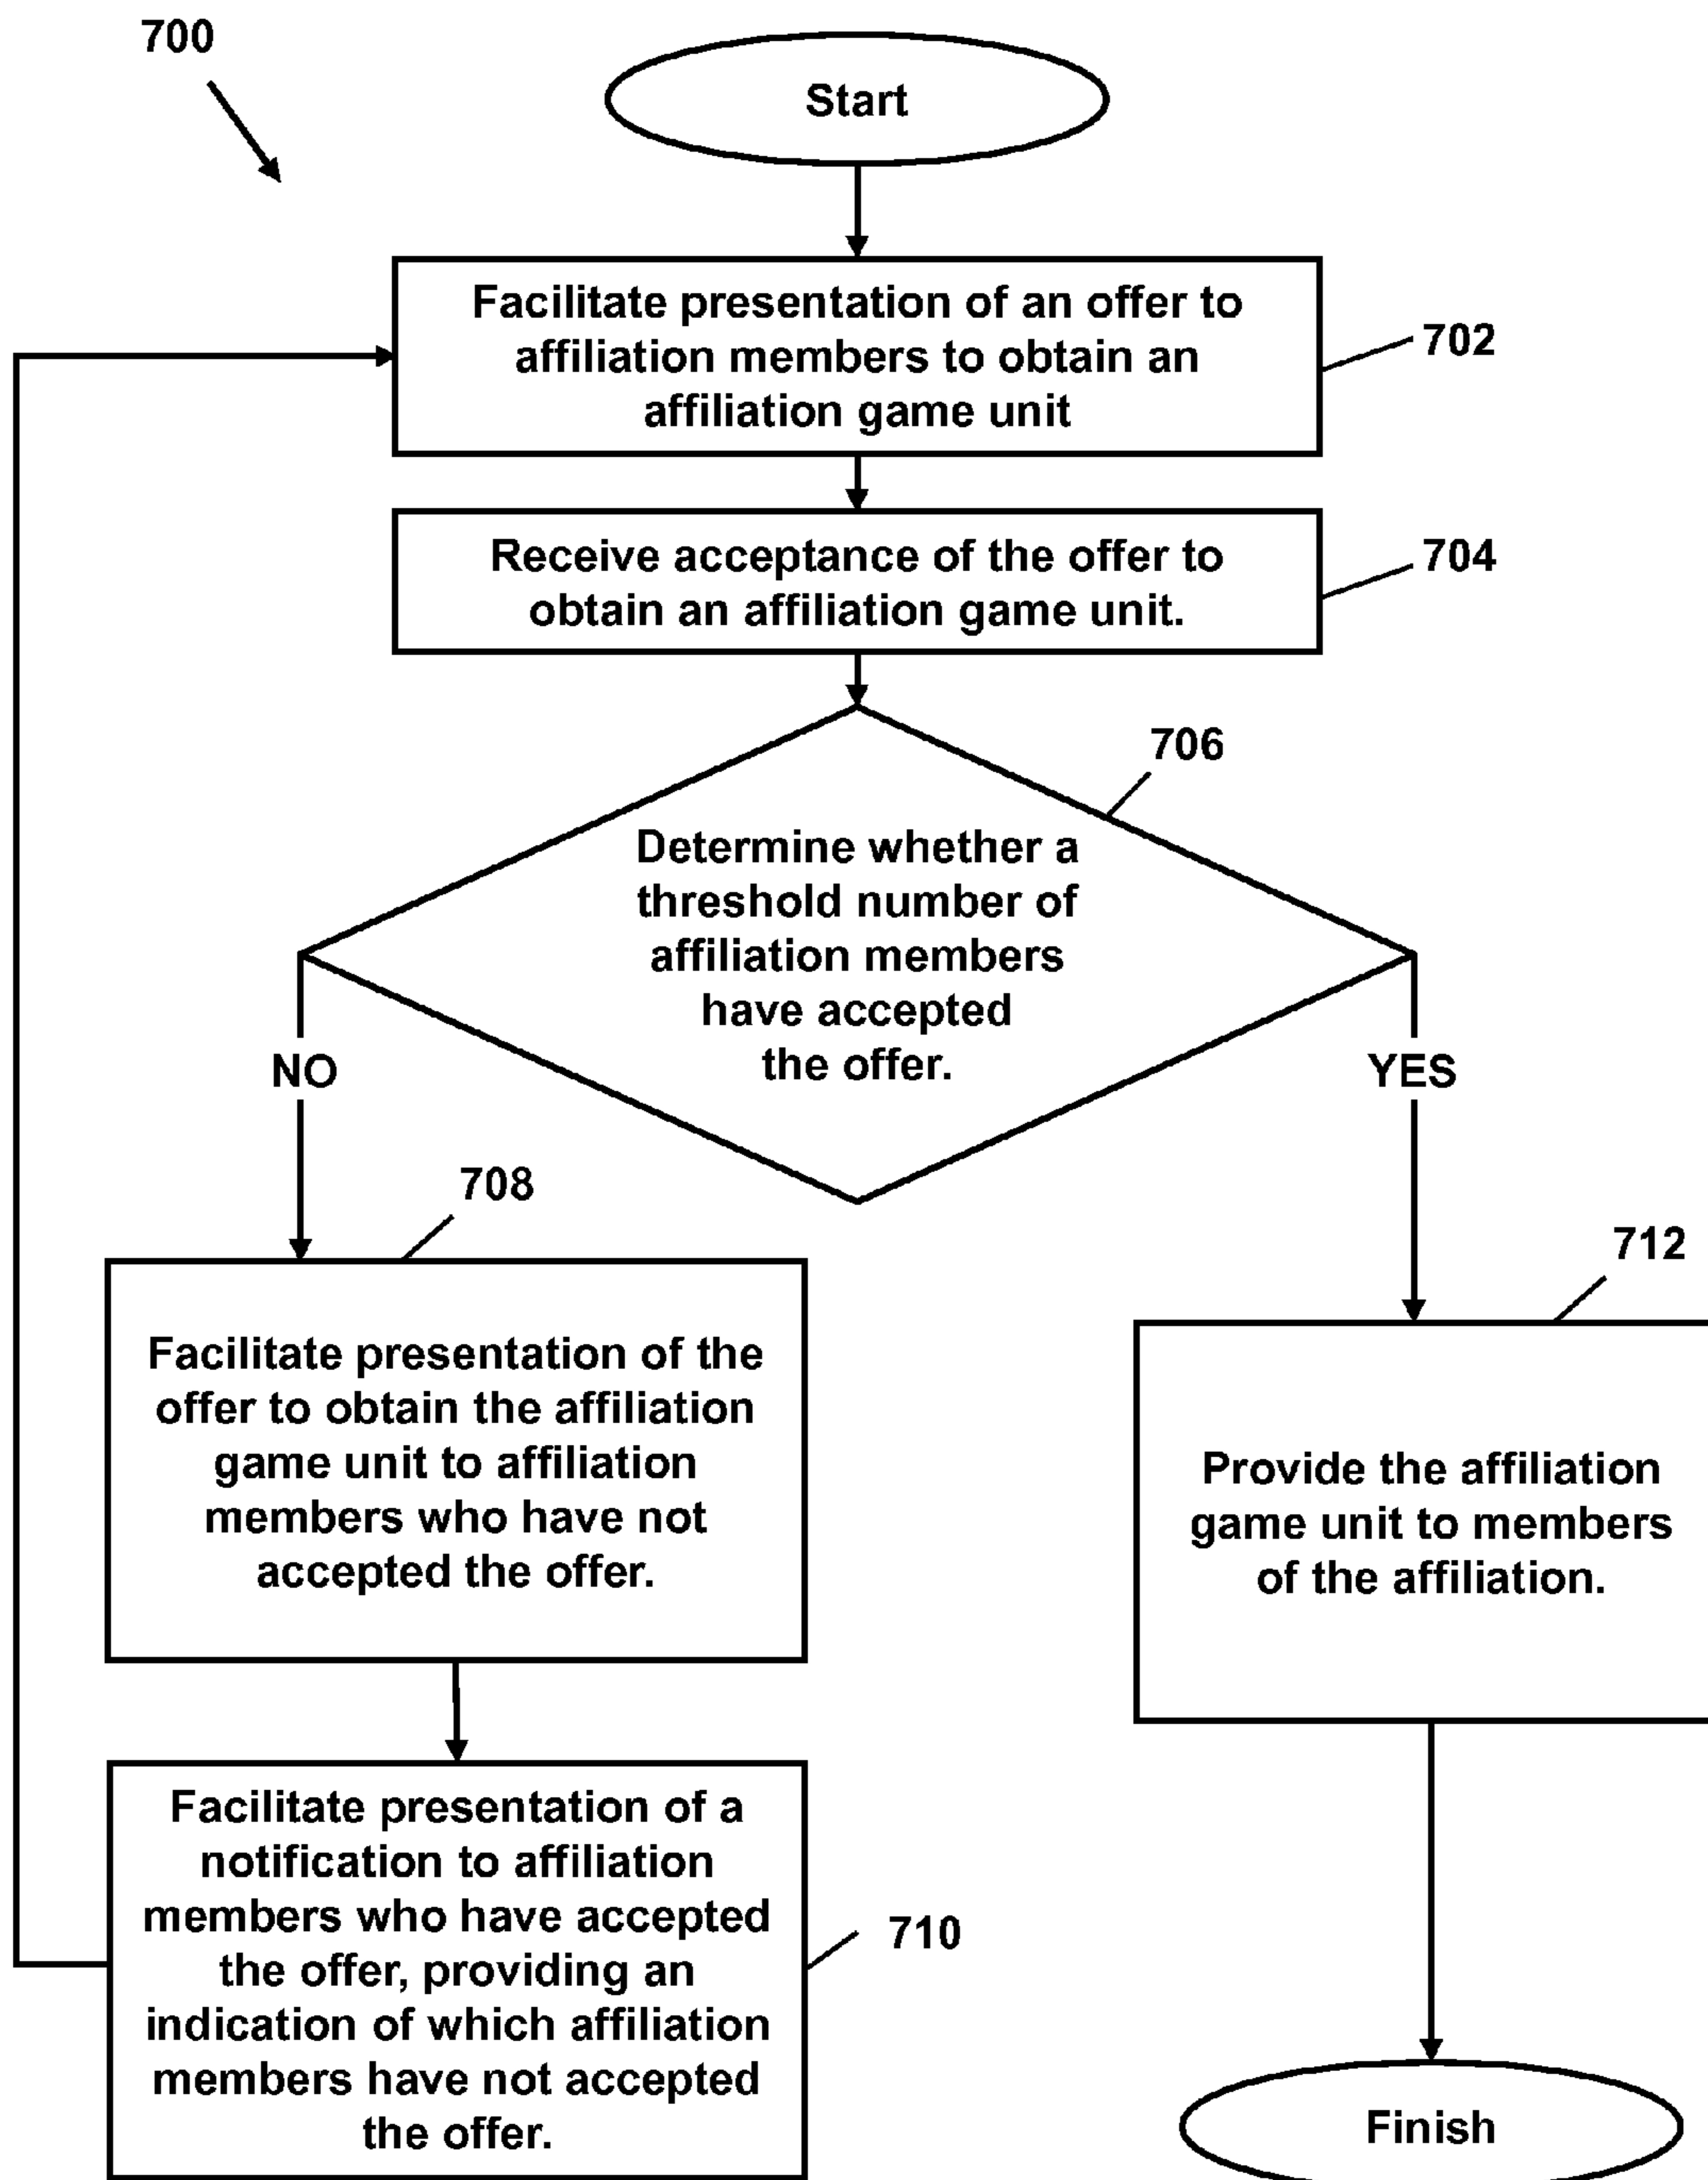 700
Start
Facilitate presentation of an offer to
affiliation members to obtain an
affiliation game unit
702
Receive acceptance of the offer to
obtain an affiliation game unit.
704
706
Determine whether a
threshold number of
affiliation members
have accepted
the offer.
NO
YES
708
Facilitate presentation of the
offer to obtain the affiliation
game unit to affiliation
members who have not
accepted the offer.
712
Provide the affiliation
game unit to members
of the affiliation.
Facilitate presentation of a
notification to affiliation
members who have accepted
the offer, providing an
indication of which affiliation
members have not accepted
the offer.
710
Finish